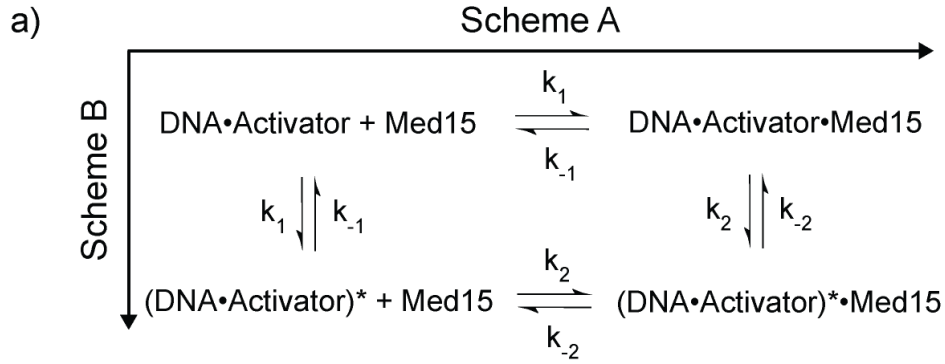 a)
Scheme A
Scheme B
k₁
DNA•Activator + Med15
DNA•Activator•Med15
k₋₁
k₁
k₋₁
k₂
k₋₂
k₂
(DNA•Activator)* + Med15
(DNA•Activator)*•Med15
k₋₂